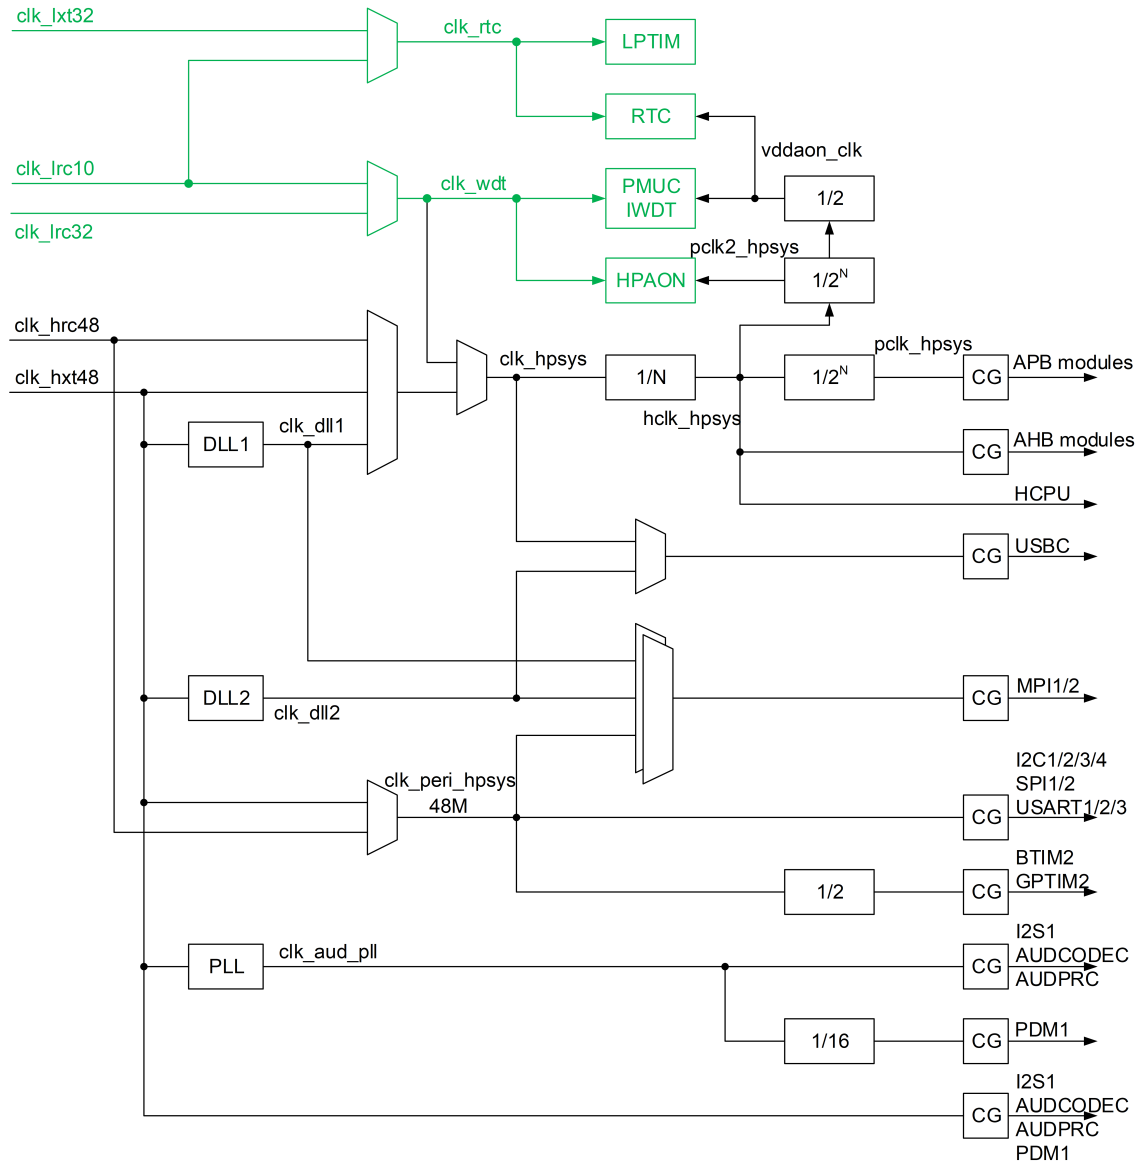 clk_lxt32
clk_rtc
LPTIM
RTC
vddaon_clk
clk_lrc10
clk_wdt
PMUC
IWDT
1/2
clk_lrc32
pclk2_hpsys
HPAON
1/2N
clk_hrc48
pclk_hpsys
clk_hpsys
APB modules
clk_hxt48
1/N
1/2N
CG
hclk_hpsys
clk_dll1
DLL1
AHB modules
CG
HCPU
USBC
CG
MPI1/2
DLL2
CG
clk_dll2
I2C1/2/3/4
clk_peri_hpsys
SPI1/2
48M
USART1/2/3
CG
BTIM2
GPTIM2
1/2
CG
I2S1
clk_aud_pll
AUDCODEC
PLL
CG
AUDPRC
PDM1
1/16
CG
I2S1
AUDCODEC
CG
AUDPRC
PDM1